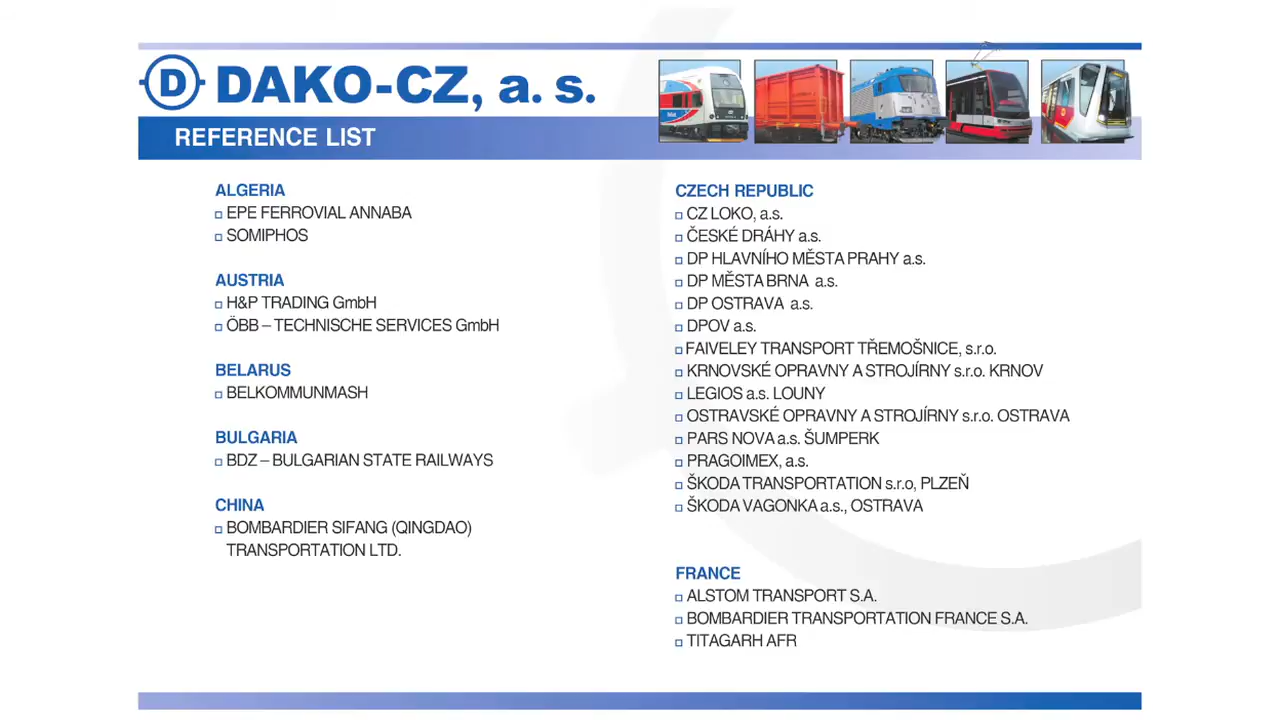 D DAKO-CZ, a. s.
REFERENCE LIST
ALGERIA
EPE FERROVIAL ANNABA
SOMIPHOS
AUSTRIA
H&P TRADING GmbH
ÖBB – TECHNISCHE SERVICES GmbH
BELARUS
BELKOMMUNMASH
BULGARIA
BDZ – BULGARIAN STATE RAILWAYS
CHINA
BOMBARDIER SIFANG (QINGDAO)
TRANSPORTATION LTD.
CZECH REPUBLIC
CZ LOKO, a.s.
ČESKÉ DRÁHY a.s.
DP HLAVNÍHO MĚSTA PRAHY a.s.
DP MĚSTA BRNA a.s.
DP OSTRAVA a.s.
DPOV a.s.
FAIVELEY TRANSPORT TŘEMOŠNICE, s.r.o.
KRNOVSKÉ OPRAVNY A STROJÍRNY s.r.o. KRNOV
LEGIOS a.s. LOUNY
OSTRAVSKÉ OPRAVNY A STROJÍRNY s.r.o. OSTRAVA
PARS NOVA a.s. ŠUMPERK
PRAGOIMEX, a.s.
ŠKODA TRANSPORTATION s.r.o, PLZEŇ
ŠKODA VAGONKA a.s., OSTRAVA
FRANCE
ALSTOM TRANSPORT S.A.
BOMBARDIER TRANSPORTATION FRANCE S.A.
TITAGARH AFR